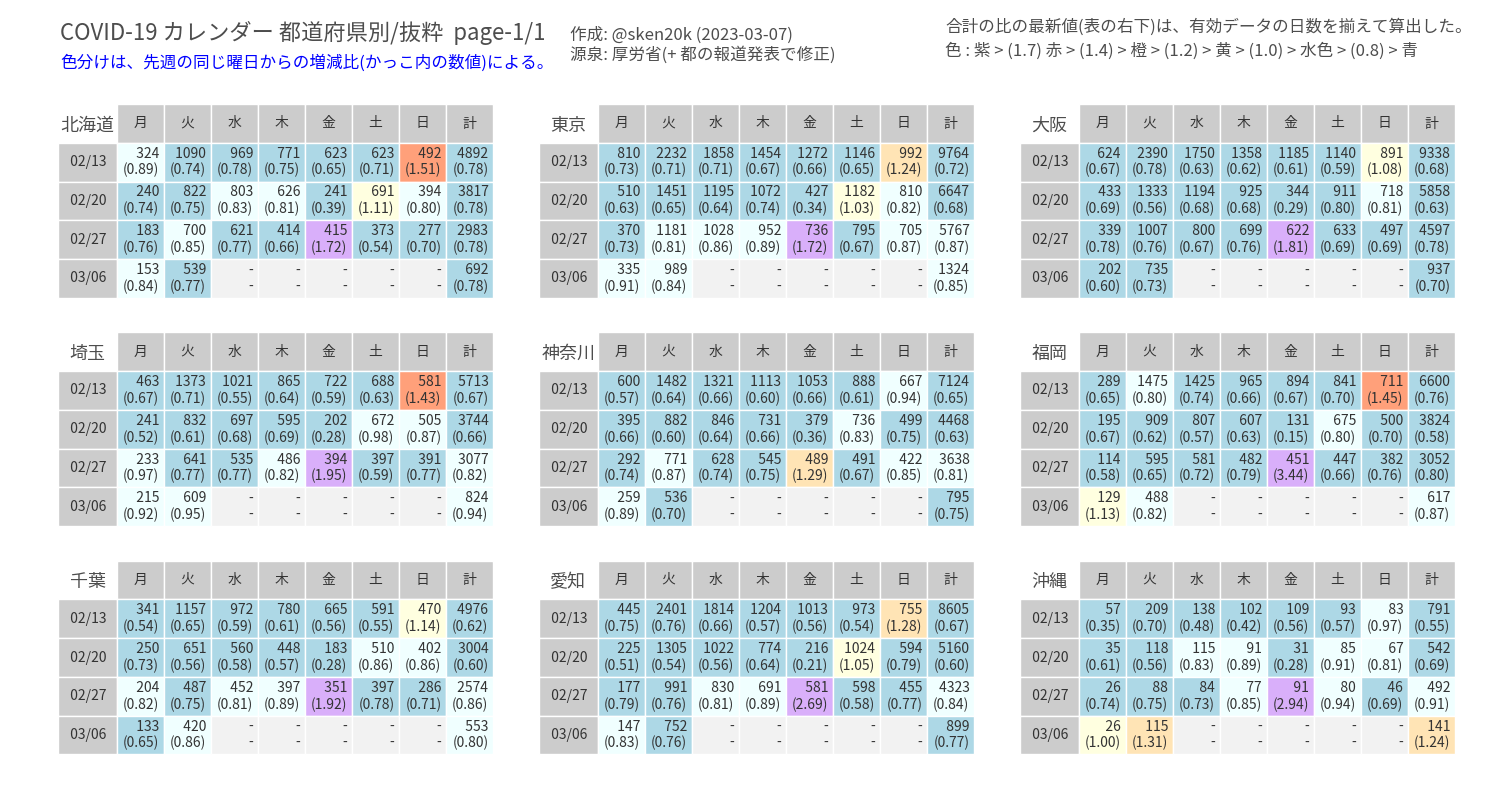 COVID-19 カレンダー 都道府県別/抜粋  page-1/1
色分けは、先週の同じ曜日からの増減比(かっこ内の数値)による。
作成: @sken20k (2023-03-07)
源泉: 厚労省(+ 都の報道発表で修正)
合計の比の最新値(表の右下)は、有効データの日数を揃えて算出した。
色 : 紫 > (1.7) 赤 > (1.4) 橙 > (1.2) > 黄 > (1.0) > 水色 > (0.8) > 青
北海道 月 火 水 木 金 土 日 計
02/13 324 1090 969 771 623 623 492 4892
(0.89) (0.74) (0.78) (0.75) (0.65) (0.71) (1.51) (0.78)
02/20 240 822 803 626 241 691 394 3817
(0.74) (0.75) (0.83) (0.81) (0.39) (1.11) (0.80) (0.78)
02/27 183 700 621 414 415 373 277 2983
(0.76) (0.85) (0.77) (0.66) (1.72) (0.54) (0.70) (0.78)
03/06 153 539 - - - - - 692
(0.84) (0.77) - - - - - (0.78)
東京 月 火 水 木 金 土 日 計
02/13 810 2232 1858 1454 1272 1146 992 9764
(0.73) (0.71) (0.71) (0.67) (0.66) (0.65) (1.24) (0.72)
02/20 510 1451 1195 1072 427 1182 810 6647
(0.63) (0.65) (0.64) (0.74) (0.34) (1.03) (0.82) (0.68)
02/27 370 1181 1028 952 736 795 705 5767
(0.73) (0.81) (0.86) (0.89) (1.72) (0.67) (0.87) (0.87)
03/06 335 989 - - - - - 1324
(0.91) (0.84) - - - - - (0.85)
大阪 月 火 水 木 金 土 日 計
02/13 624 2390 1750 1358 1185 1140 891 9338
(0.67) (0.78) (0.63) (0.62) (0.61) (0.59) (1.08) (0.68)
02/20 433 1333 1194 925 344 911 718 5858
(0.69) (0.56) (0.68) (0.68) (0.29) (0.80) (0.81) (0.63)
02/27 339 1007 800 699 622 633 497 4597
(0.78) (0.76) (0.67) (0.76) (1.81) (0.69) (0.69) (0.78)
03/06 202 735 - - - - - 937
(0.60) (0.73) - - - - - (0.70)
埼玉 月 火 水 木 金 土 日 計
02/13 463 1373 1021 865 722 688 581 5713
(0.67) (0.71) (0.55) (0.64) (0.59) (0.63) (1.43) (0.67)
02/20 241 832 697 595 202 672 505 3744
(0.52) (0.61) (0.68) (0.69) (0.28) (0.98) (0.87) (0.66)
02/27 233 641 535 486 394 397 391 3077
(0.97) (0.77) (0.77) (0.82) (1.95) (0.59) (0.77) (0.82)
03/06 215 609 - - - - - 824
(0.92) (0.95) - - - - - (0.94)
神奈川 月 火 水 木 金 土 日 計
02/13 600 1482 1321 1113 1053 888 667 7124
(0.57) (0.64) (0.66) (0.60) (0.66) (0.61) (0.94) (0.65)
02/20 395 882 846 731 379 736 499 4468
(0.66) (0.60) (0.64) (0.66) (0.36) (0.83) (0.75) (0.63)
02/27 292 771 628 545 489 491 422 3638
(0.74) (0.87) (0.74) (0.75) (1.29) (0.67) (0.85) (0.81)
03/06 259 536 - - - - - 795
(0.89) (0.70) - - - - - (0.75)
福岡 月 火 水 木 金 土 日 計
02/13 289 1475 1425 965 894 841 711 6600
(0.65) (0.80) (0.74) (0.66) (0.67) (0.70) (1.45) (0.76)
02/20 195 909 807 607 131 675 500 3824
(0.67) (0.62) (0.57) (0.63) (0.15) (0.80) (0.70) (0.58)
02/27 114 595 581 482 451 447 382 3052
(0.58) (0.65) (0.72) (0.79) (3.44) (0.66) (0.76) (0.80)
03/06 129 488 - - - - - 617
(1.13) (0.82) - - - - - (0.87)
千葉 月 火 水 木 金 土 日 計
02/13 341 1157 972 780 665 591 470 4976
(0.54) (0.65) (0.59) (0.61) (0.56) (0.55) (1.14) (0.62)
02/20 250 651 560 448 183 510 402 3004
(0.73) (0.56) (0.58) (0.57) (0.28) (0.86) (0.86) (0.60)
02/27 204 487 452 397 351 397 286 2574
(0.82) (0.75) (0.81) (0.89) (1.92) (0.78) (0.71) (0.86)
03/06 133 420 - - - - - 553
(0.65) (0.86) - - - - - (0.80)
愛知 月 火 水 木 金 土 日 計
02/13 445 2401 1814 1204 1013 973 755 8605
(0.75) (0.76) (0.66) (0.57) (0.56) (0.54) (1.28) (0.67)
02/20 225 1305 1022 774 216 1024 594 5160
(0.51) (0.54) (0.56) (0.64) (0.21) (1.05) (0.79) (0.60)
02/27 177 991 830 691 581 598 455 4323
(0.79) (0.76) (0.81) (0.89) (2.69) (0.58) (0.77) (0.84)
03/06 147 752 - - - - - 899
(0.83) (0.76) - - - - - (0.77)
沖縄 月 火 水 木 金 土 日 計
02/13 57 209 138 102 109 93 83 791
(0.35) (0.70) (0.48) (0.42) (0.56) (0.57) (0.97) (0.55)
02/20 35 118 115 91 31 85 67 542
(0.61) (0.56) (0.83) (0.89) (0.28) (0.91) (0.81) (0.69)
02/27 26 88 84 77 91 80 46 492
(0.74) (0.75) (0.73) (0.85) (2.94) (0.94) (0.69) (0.91)
03/06 26 115 - - - - - 141
(1.00) (1.31) - - - - - (1.24)